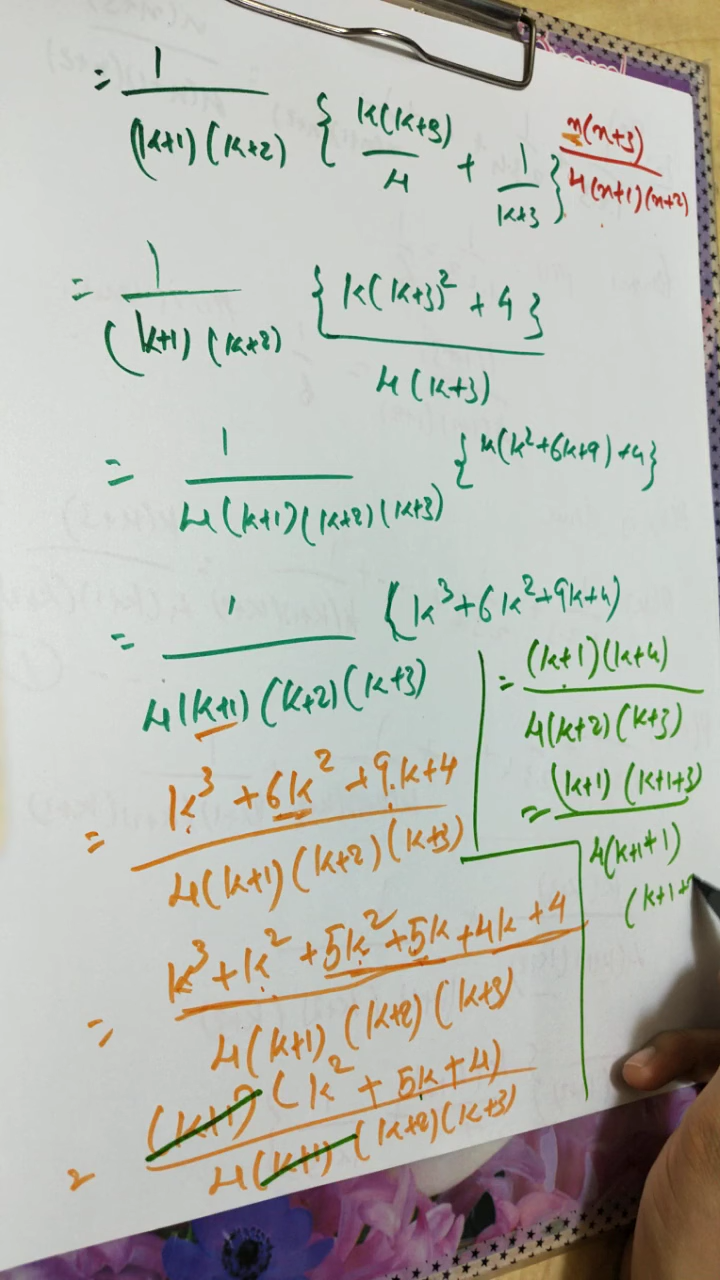 = 1/((k+1)(k+2)) { k(k+3)/4 + 1/(k+3) }
n(n+3)/(4(n+1)(n+2))
= 1/((k+1)(k+2)) {k(k+3)² + 4}/(4(k+3))
= 1/(4(k+1)(k+2)(k+3)) {k(k²+6k+9)+4}
= 1/(4(k+1)(k+2)(k+3)) {k³+6k²+9k+4)
= (k³+6k²+9k+4)/(4(k+1)(k+2)(k+3))
= (k³+k²+5k²+5k+4k+4)/(4(k+1)(k+2)(k+3))
= (k+1)(k²+5k+4)/(4(k+1)(k+2)(k+3))
= (k+1)(k+4)/(4(k+2)(k+3))
= (k+1)(k+1+3)/(4(k+1+1)
(k+1+